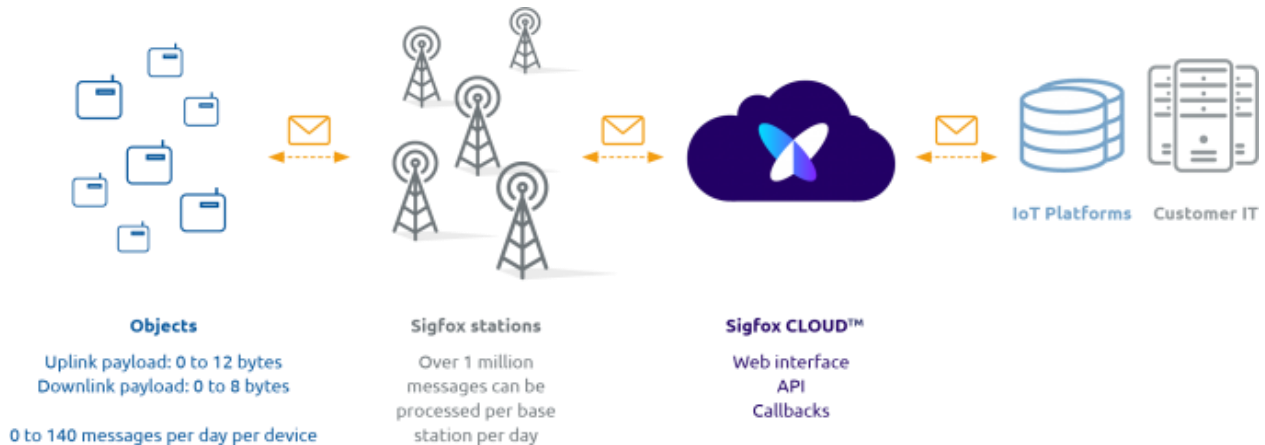 IoT Platforms
Customer IT
Objects
Uplink payload: 0 to 12 bytes
Downlink payload: 0 to 8 bytes
0 to 140 messages per day per device
Sigfox stations
Over 1 million
messages can be
processed per base
station per day
Sigfox CLOUD™
Web interface
API
Callbacks